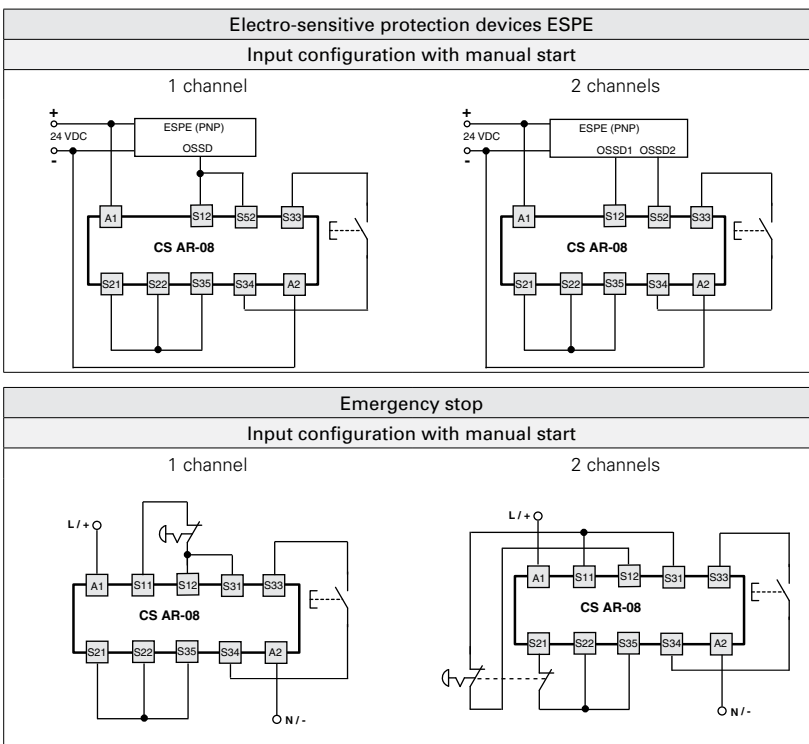 Electro-sensitive protection devices ESPE
Input configuration with manual start
1 channel
2 channels
+
24 VDC
-
ESPE (PNP)
OSSD
A1 S12 S52 S33
CS AR-08
S21 S22 S35 S34 A2
+
24 VDC
-
ESPE (PNP)
OSSD1 OSSD2
A1 S12 S52 S33
CS AR-08
S21 S22 S35 S34 A2
Emergency stop
Input configuration with manual start
1 channel
2 channels
L / +
A1 S11 S12 S31 S33
CS AR-08
S21 S22 S35 S34 A2
N / -
L / +
A1 S11 S12 S31 S33
CS AR-08
S21 S22 S35 S34 A2
N / -